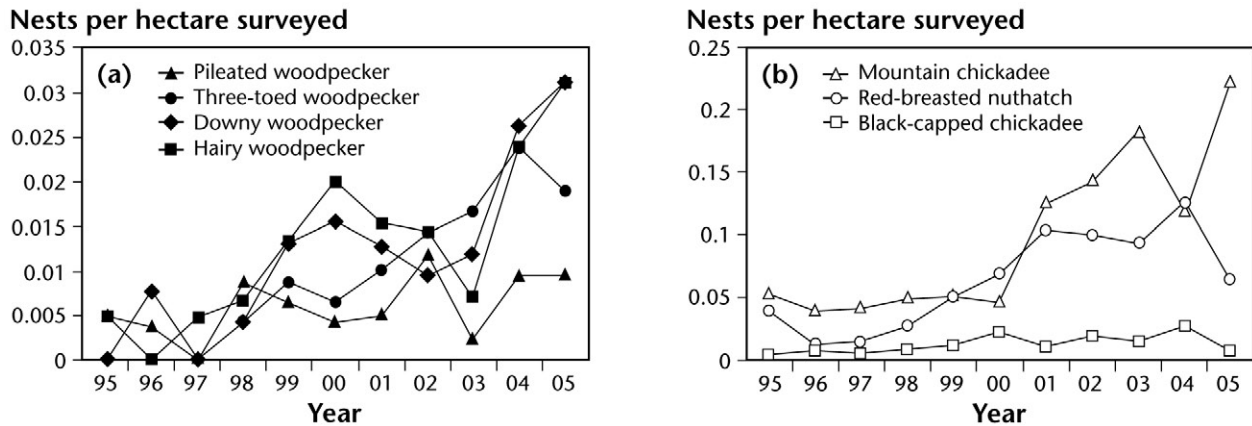 Nests per hectare surveyed
0.035
0.03
0.025
0.02
0.015
0.01
0.005
0
(a)
Pileated woodpecker
Three-toed woodpecker
Downy woodpecker
Hairy woodpecker
95 96 97 98 99 00 01 02 03 04 05
Year
Nests per hectare surveyed
0.25
0.2
0.15
0.1
0.05
0
(b)
Mountain chickadee
Red-breasted nuthatch
Black-capped chickadee
95 96 97 98 99 00 01 02 03 04 05
Year